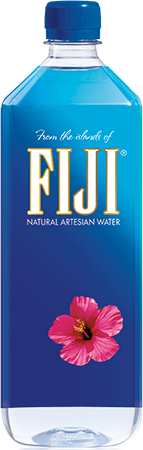 From the islands of
FIJI®
NATURAL ARTESIAN WATER